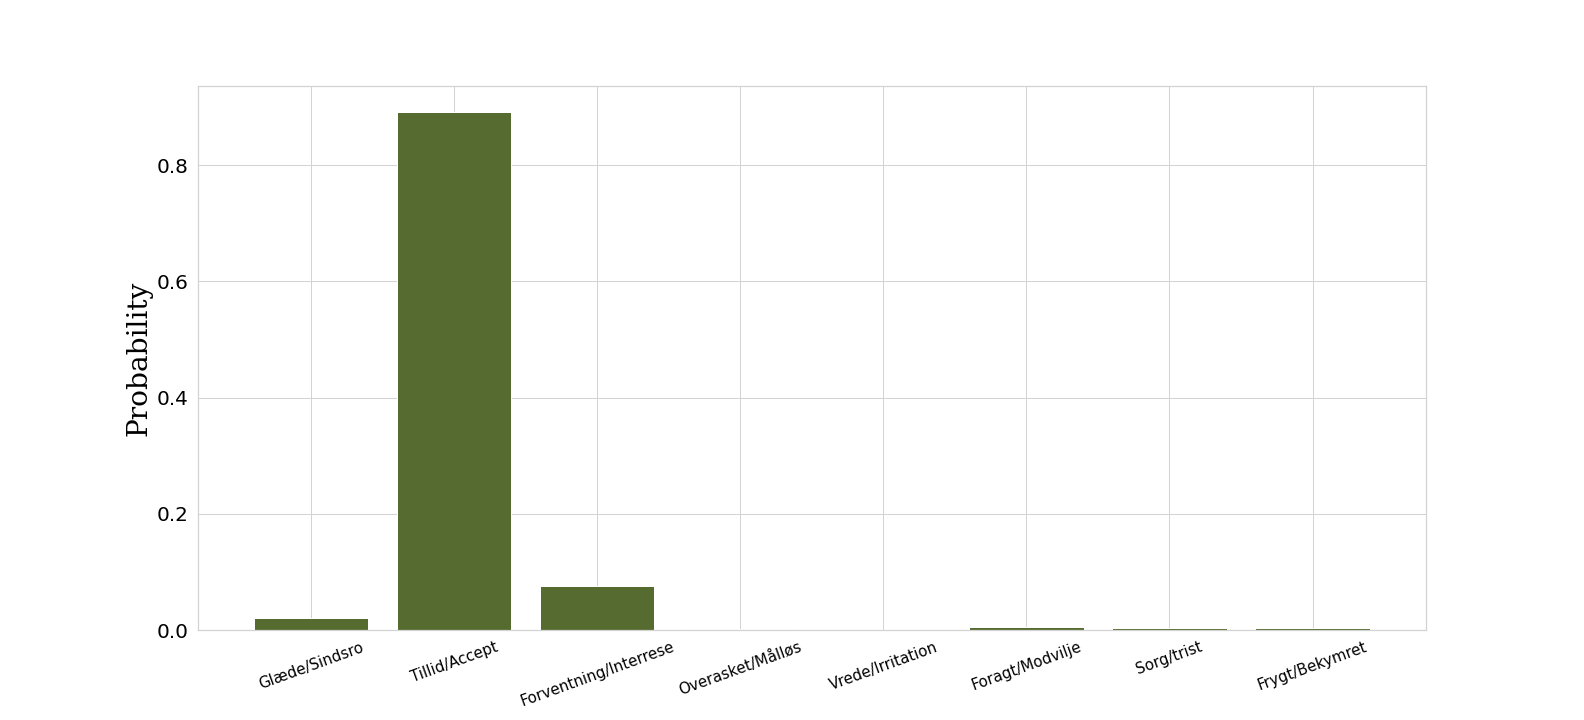 Probability
0.8
0.6
0.4
0.2
0.0
Glæde/Sindsro
Tillid/Accept
Forventning/Interrese
Overasket/Målløs
Vrede/Irritation
Foragt/Modvilje
Sorg/trist
Frygt/Bekymret